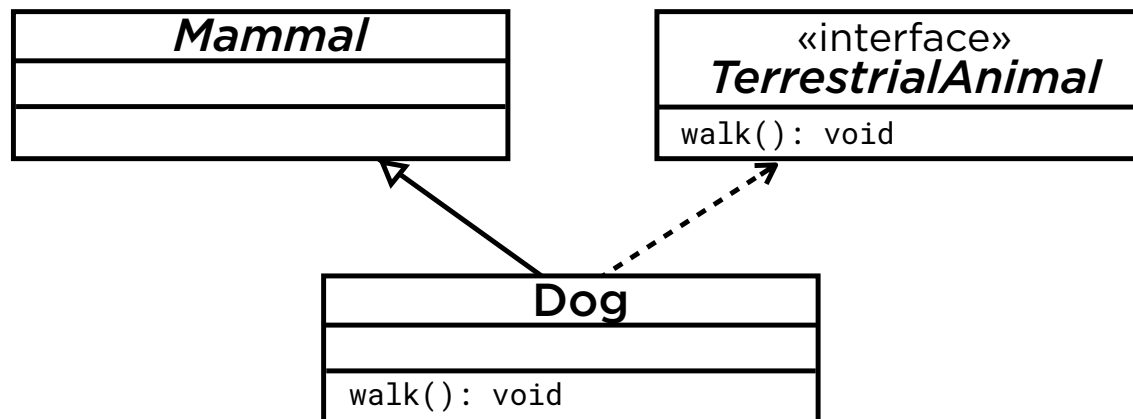 Mammal
«interface»
TerrestrialAnimal
walk(): void
Dog
walk(): void